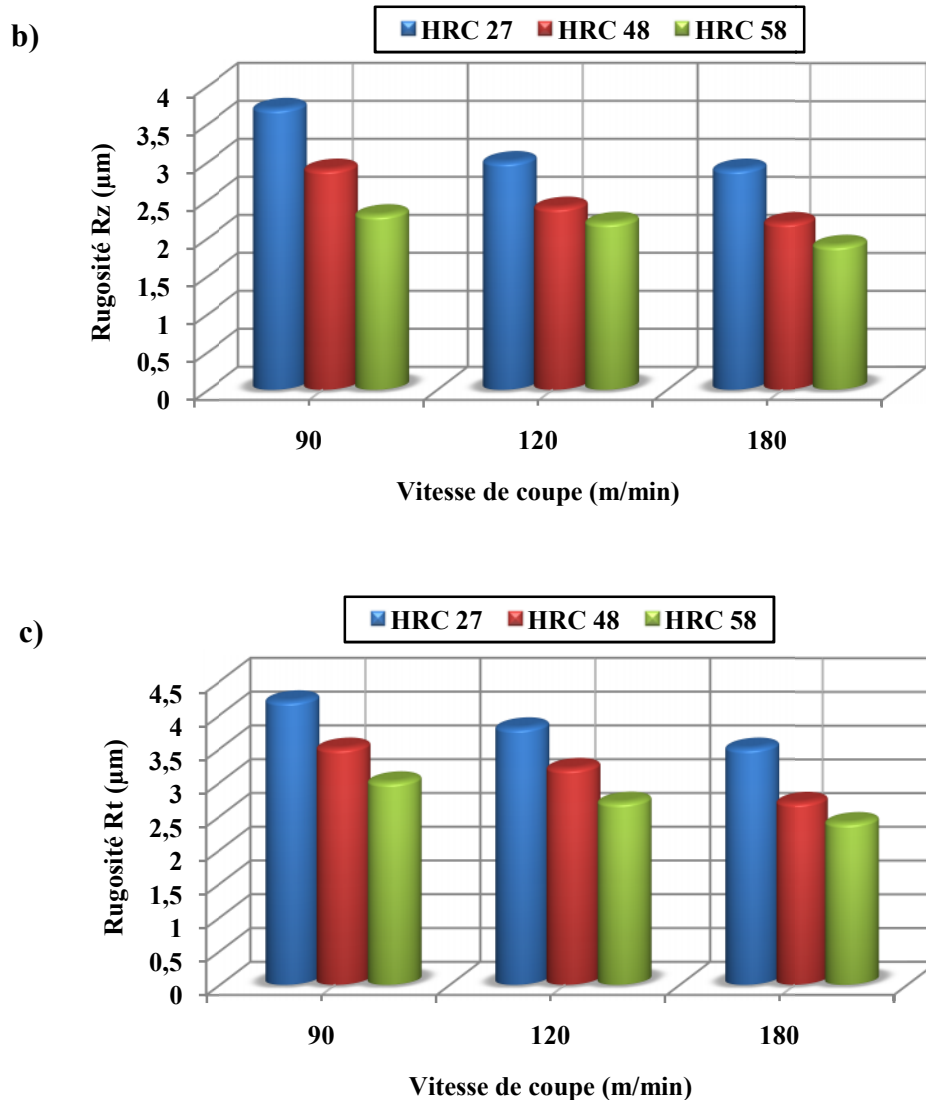 b)
HRC 27 HRC 48 HRC 58
4
3,5
3
2,5
2
1,5
1
0,5
0
Rugosité Rz (µm)
90 120 180
Vitesse de coupe (m/min)
c)
HRC 27 HRC 48 HRC 58
4,5
4
3,5
3
2,5
2
1,5
1
0,5
0
Rugosité Rt (µm)
90 120 180
Vitesse de coupe (m/min)